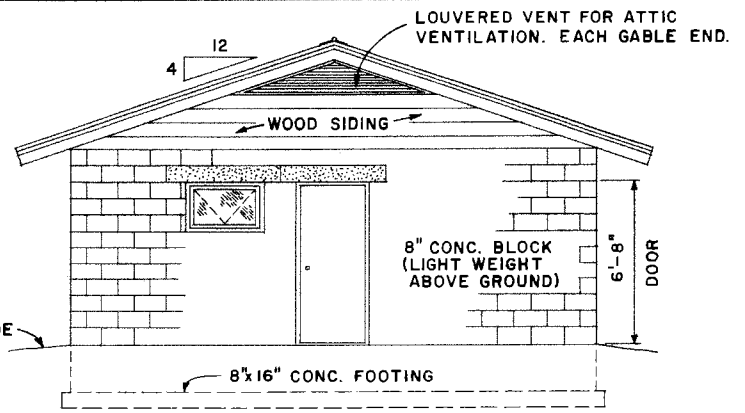 LOUVERED VENT FOR ATTIC
VENTILATION. EACH GABLE END.
12
4
WOOD SIDING
8" CONC. BLOCK
(LIGHT WEIGHT
ABOVE GROUND)
6'-8"
DOOR
DE
8"x16" CONC. FOOTING